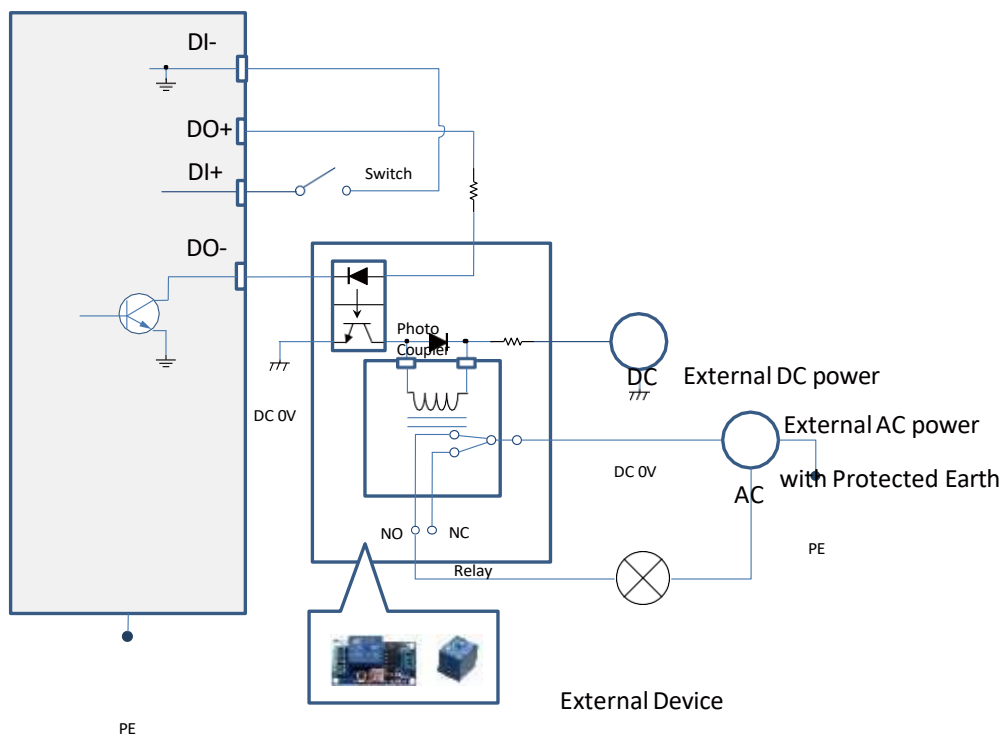 DI-
DO+
DI+
Switch
DO-
Photo
Coupler
DC
External DC power
DC 0V
External AC power
DC 0V
with Protected Earth
AC
NO
NC
PE
Relay
External Device
PE